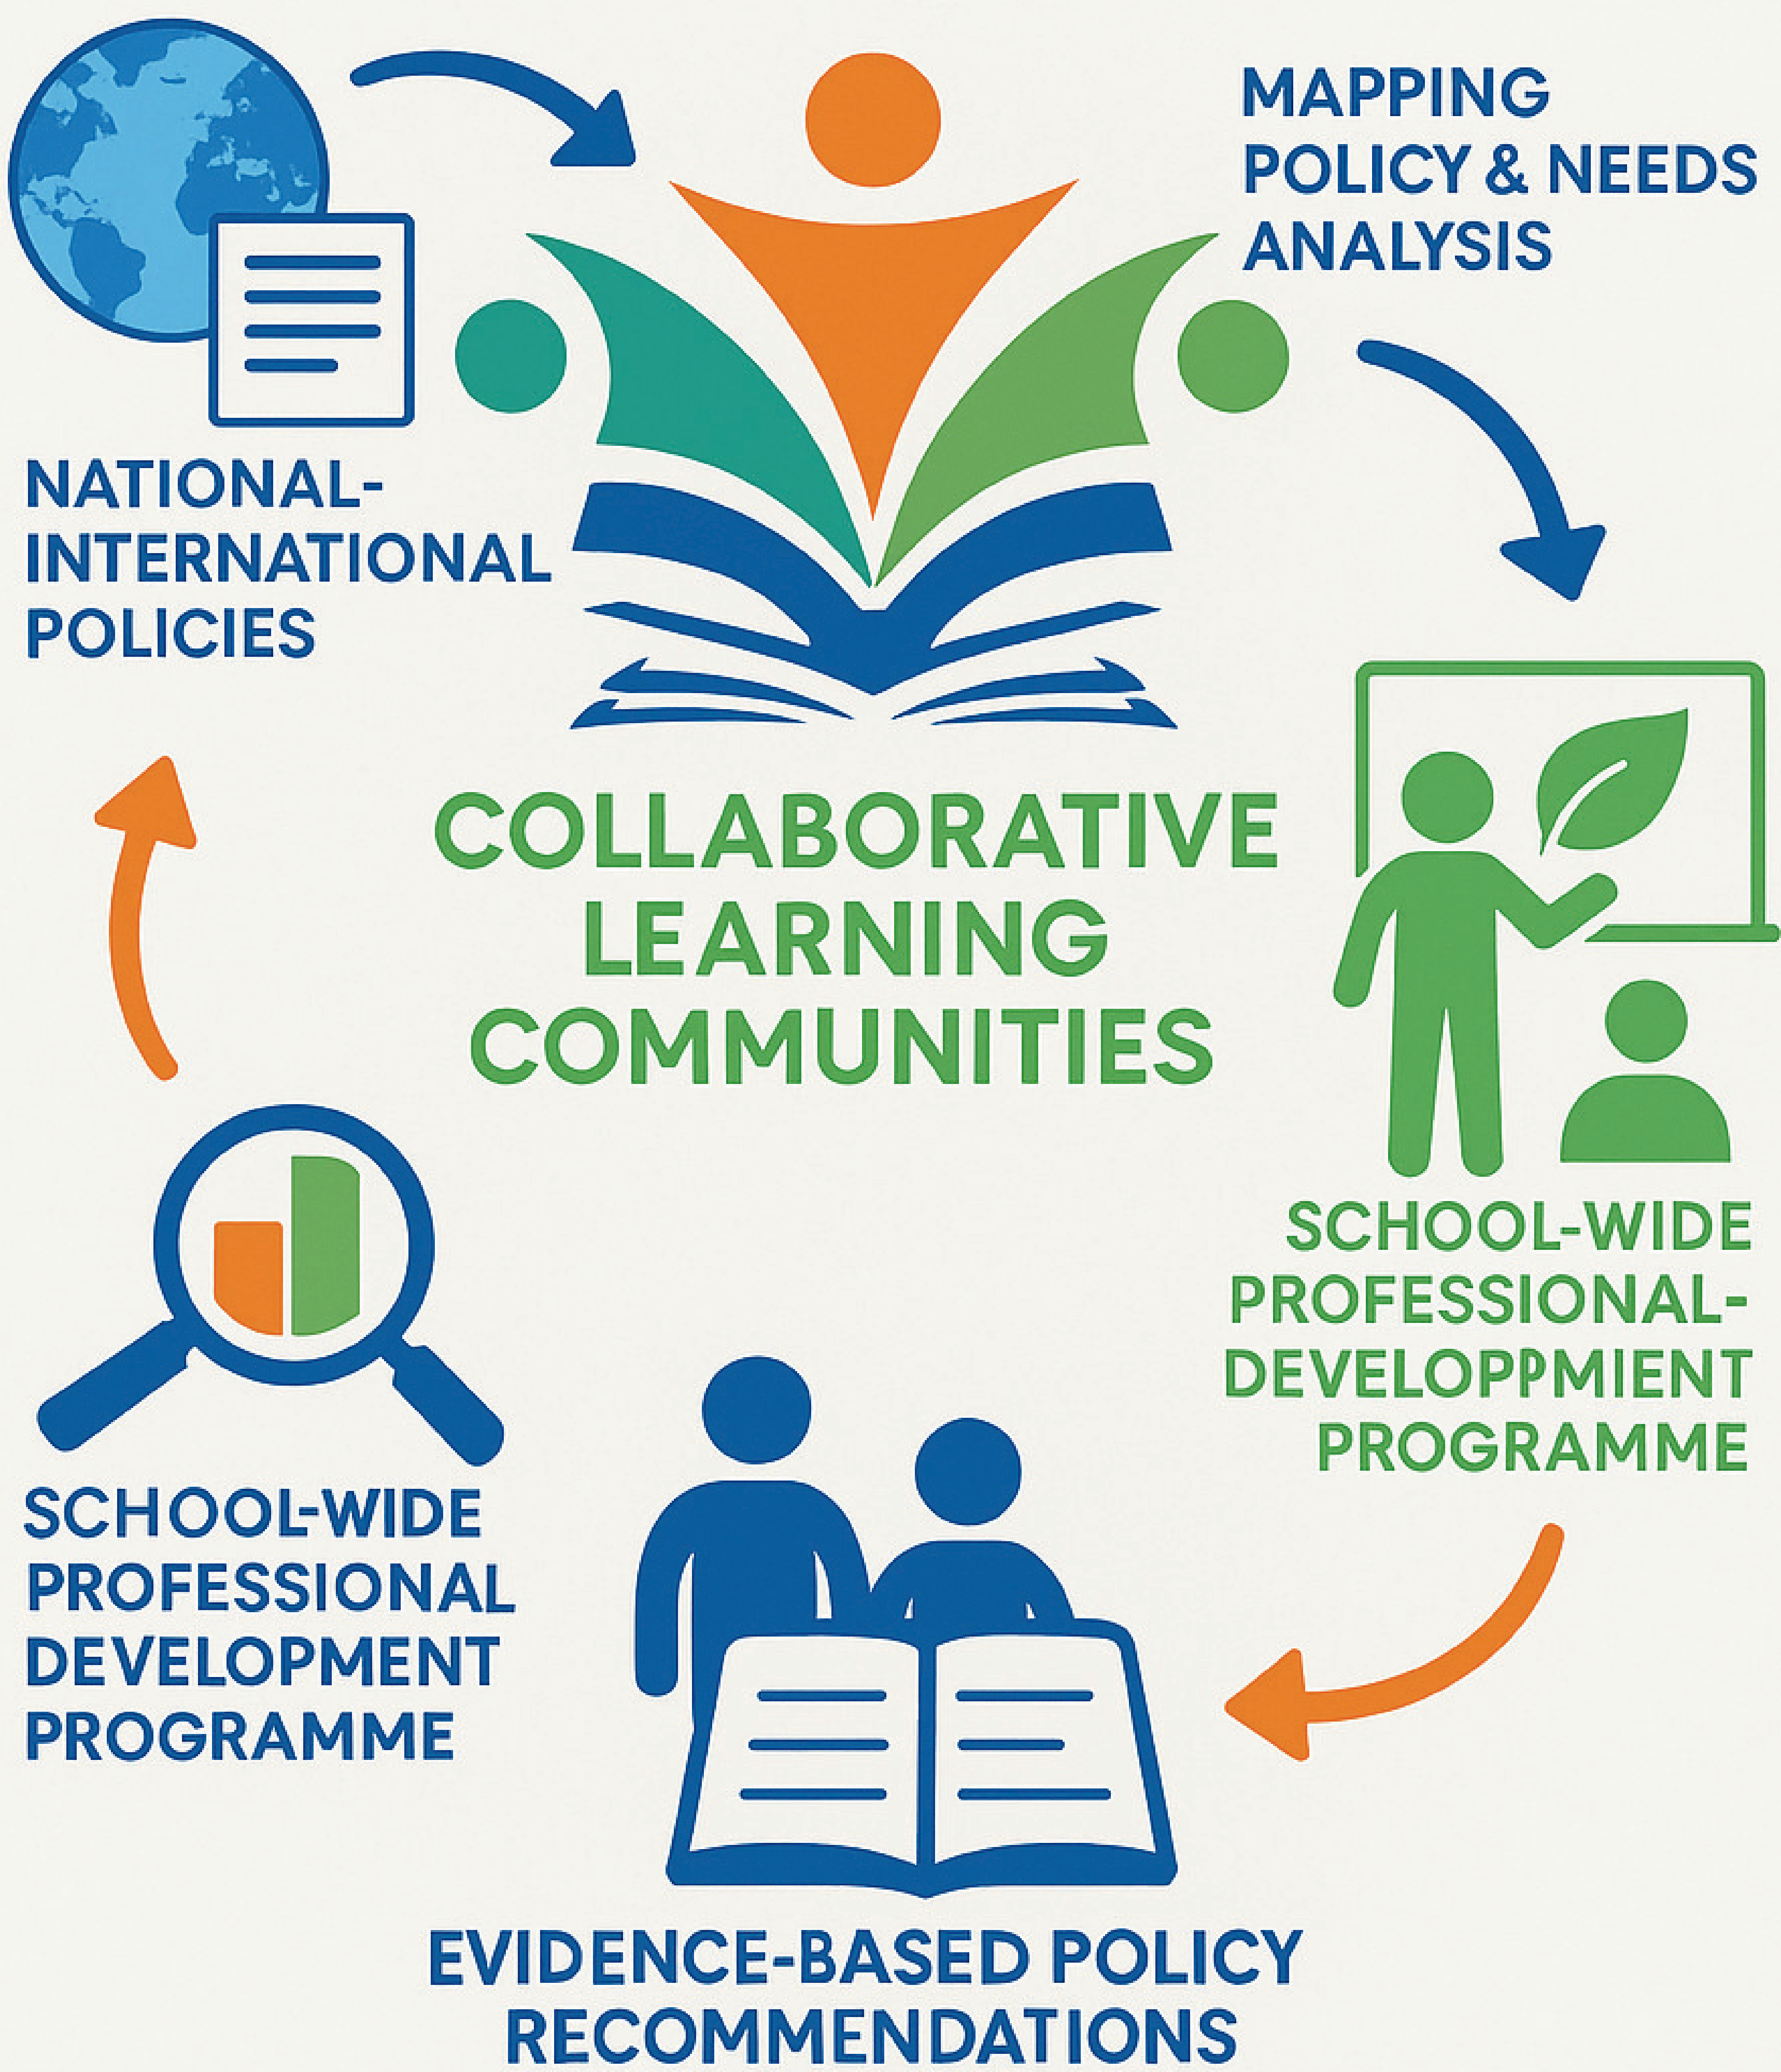 MAPPING
POLICY & NEEDS
ANALYSIS
NATIONAL-
INTERNATIONAL
POLICIES
COLLABORATIVE
LEARNING
COMMUNITIES
SCHOOL-WIDE
PROFESSIONAL-
DEVELOPPMIENT
PROGRAMME
SCHOOL-WIDE
PROFESSIONAL
DEVELOPMENT
PROGRAMME
EVIDENCE-BASED POLICY
RECOMMENDATIONS